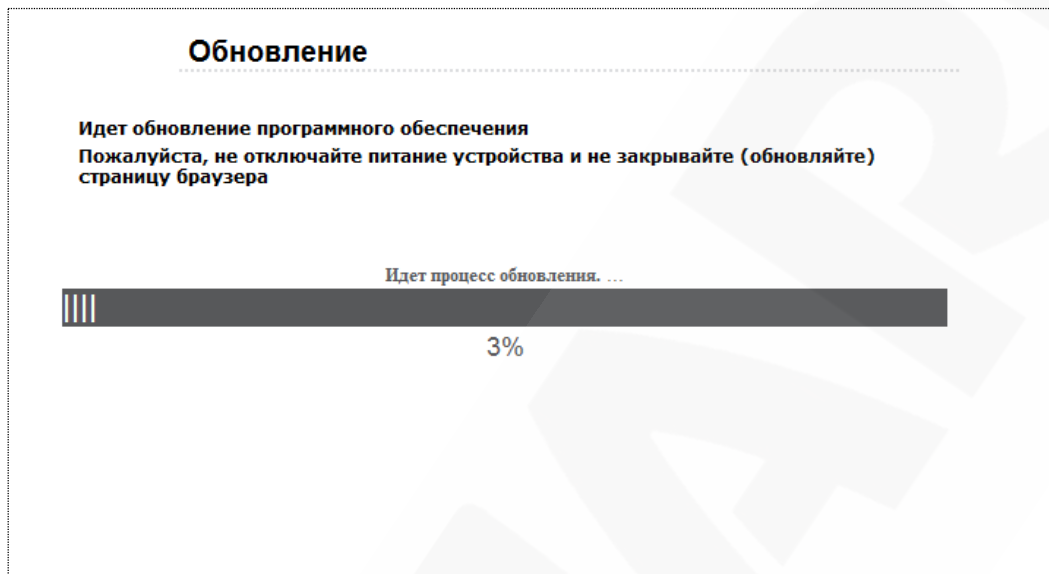 Обновление
Идет обновление программного обеспечения
Пожалуйста, не отключайте питание устройства и не закрывайте (обновляйте)
страницу браузера
Идет процесс обновления. ...
3%